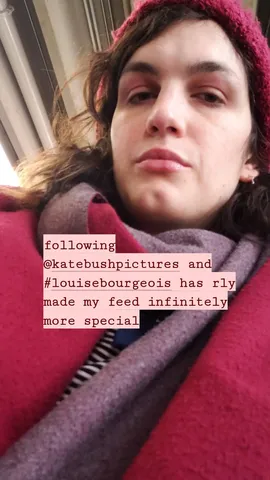 following
@katebushpictures and
#louisebourgeois has rly
made my feed infinitely
more special